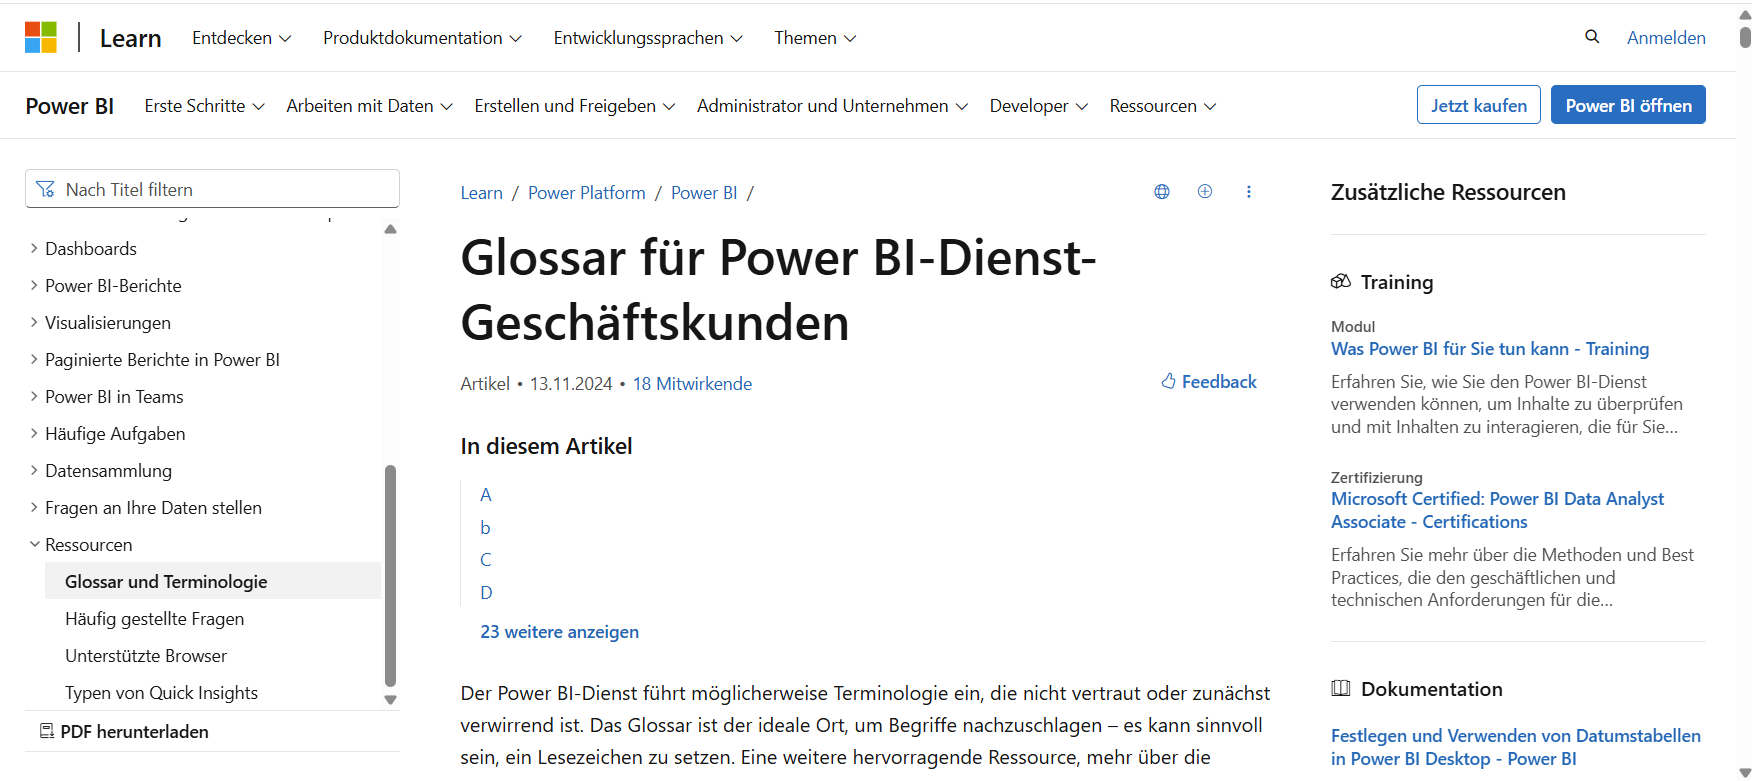 Learn
Entdecken
Produktdokumentation
Entwicklungssprachen
Themen
Anmelden
Power BI
Erste Schritte
Arbeiten mit Daten
Erstellen und Freigeben
Administrator und Unternehmen
Developer
Ressourcen
Jetzt kaufen
Power BI öffnen
Nach Titel filtern
Dashboards
Power BI-Berichte
Visualisierungen
Paginierte Berichte in Power BI
Power BI in Teams
Häufige Aufgaben
Datensammlung
Fragen an Ihre Daten stellen
Ressourcen
Glossar und Terminologie
Häufig gestellte Fragen
Unterstützte Browser
Typen von Quick Insights
PDF herunterladen
Learn / Power Platform / Power BI /
Glossar für Power BI-Dienst-
Geschäftskunden
Artikel • 13.11.2024 • 18 Mitwirkende
Feedback
In diesem Artikel
A
b
C
D
23 weitere anzeigen
Der Power BI-Dienst führt möglicherweise Terminologie ein, die nicht vertraut oder zunächst
verwirrend ist. Das Glossar ist der ideale Ort, um Begriffe nachzuschlagen – es kann sinnvoll
sein, ein Lesezeichen zu setzen. Eine weitere hervorragende Ressource, mehr über die
Zusätzliche Ressourcen
Training
Modul
Was Power BI für Sie tun kann - Training
Erfahren Sie, wie Sie den Power BI-Dienst
verwenden können, um Inhalte zu überprüfen
und mit Inhalten zu interagieren, die für Sie...
Zertifizierung
Microsoft Certified: Power BI Data Analyst
Associate - Certifications
Erfahren Sie mehr über die Methoden und Best
Practices, die den geschäftlichen und
technischen Anforderungen für die...
Dokumentation
Festlegen und Verwenden von Datumstabellen
in Power BI Desktop - Power BI